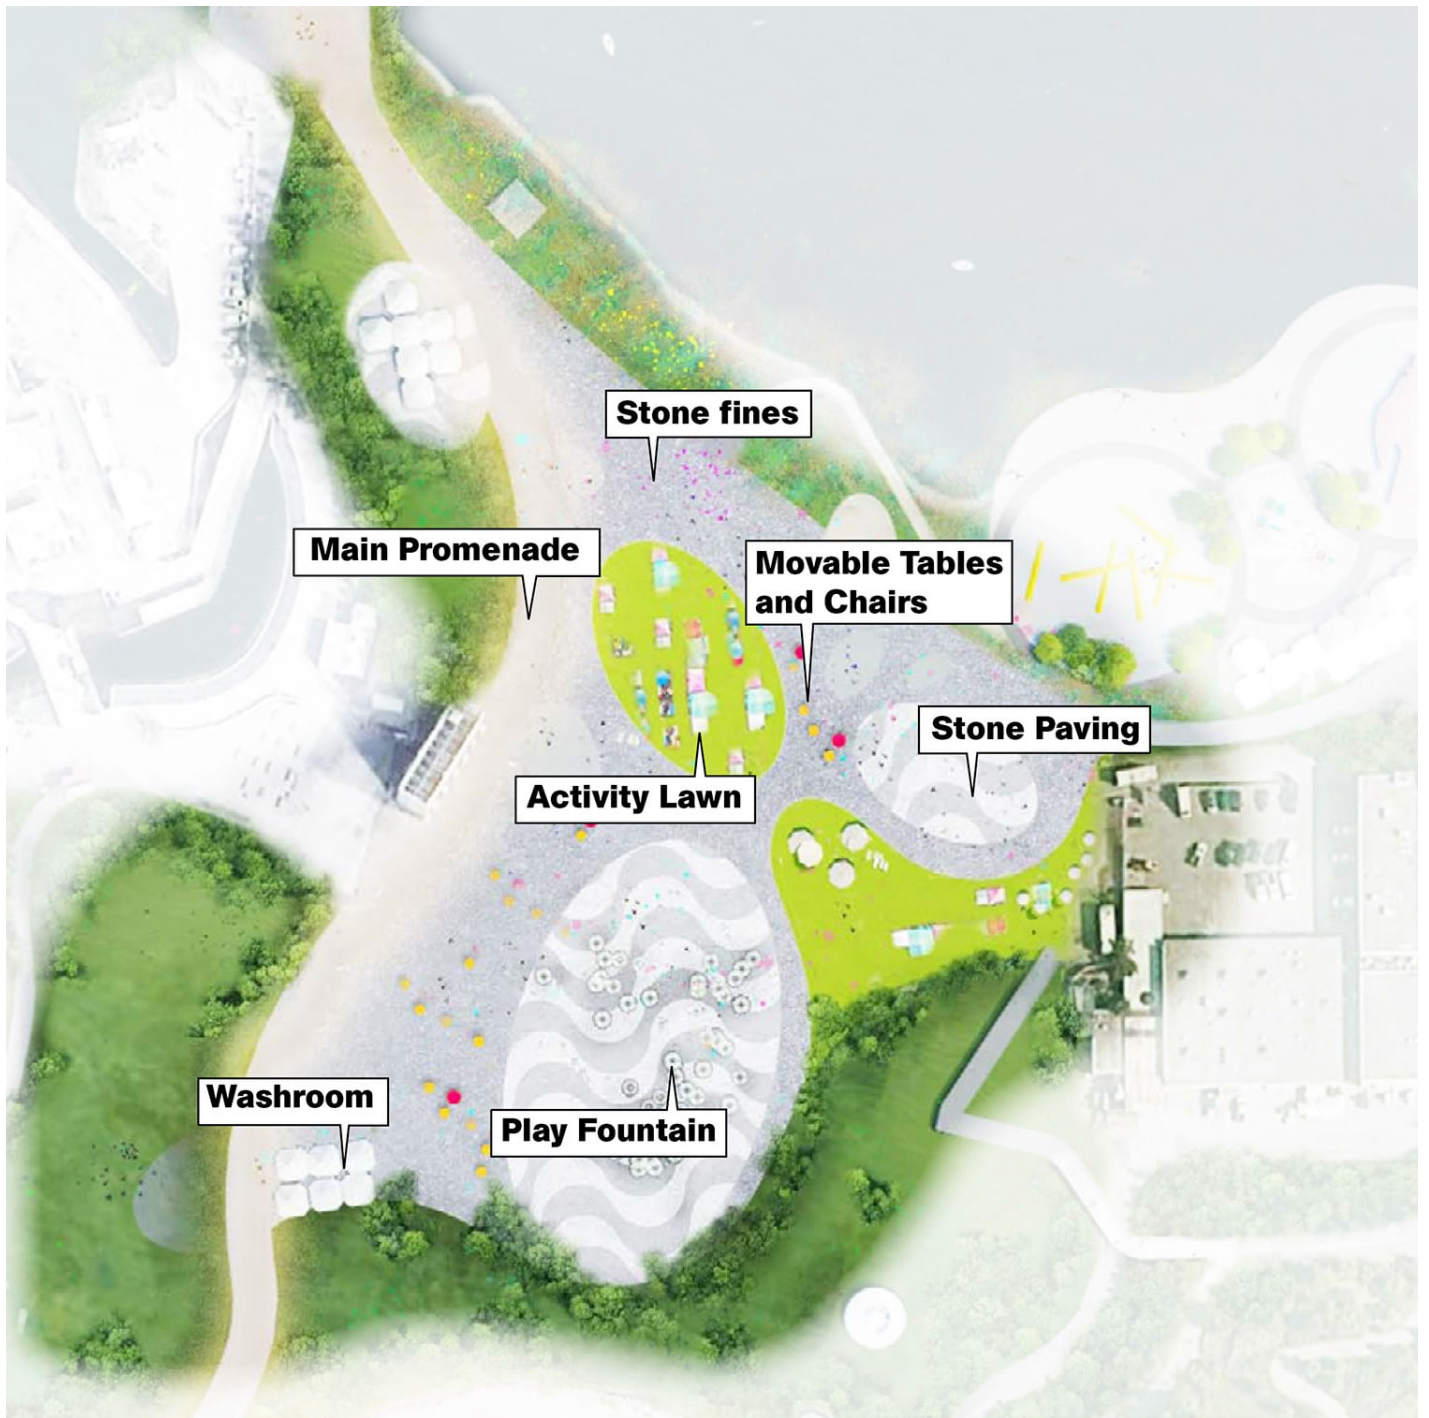 Stone fines
Main Promenade
Movable Tables
and Chairs
Stone Paving
Activity Lawn
Washroom
Play Fountain